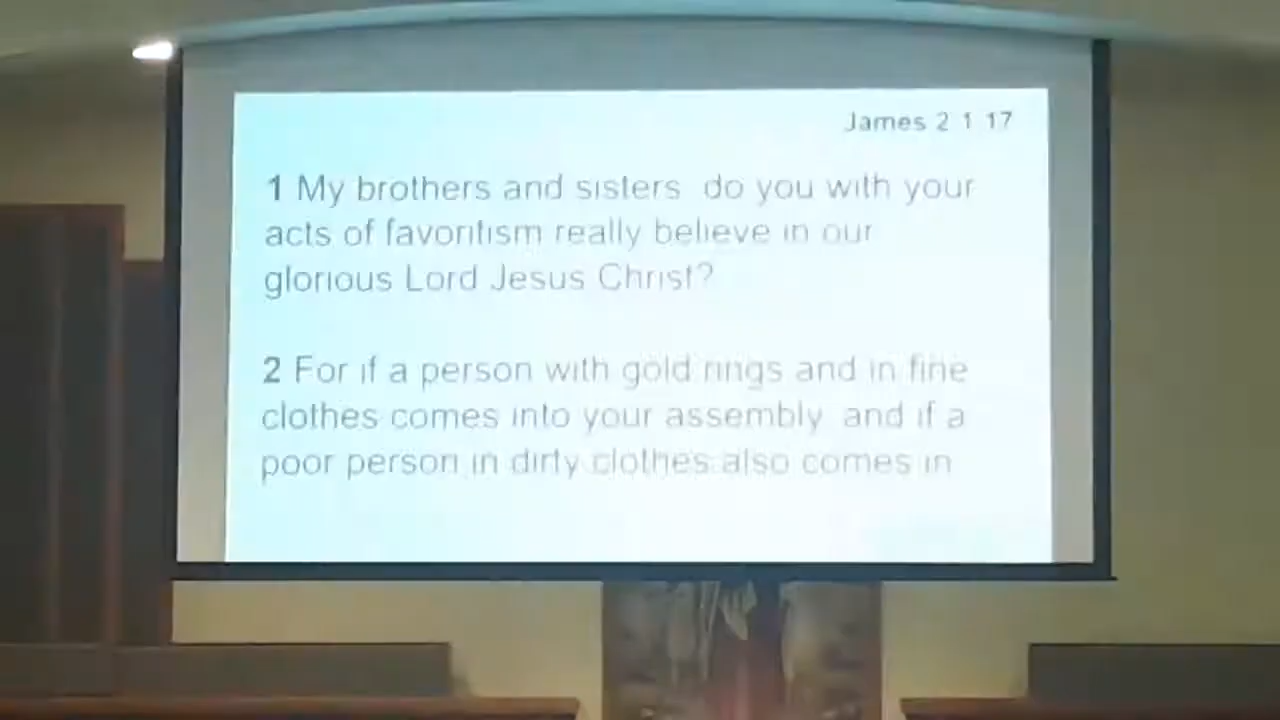 James 2 1 17
1 My brothers and sisters do you with your
acts of favoritism really believe in our
glorious Lord Jesus Christ?
2 For if a person with gold rings and in fine
clothes comes into your assembly and if a
poor person in dirty clothes also comes in